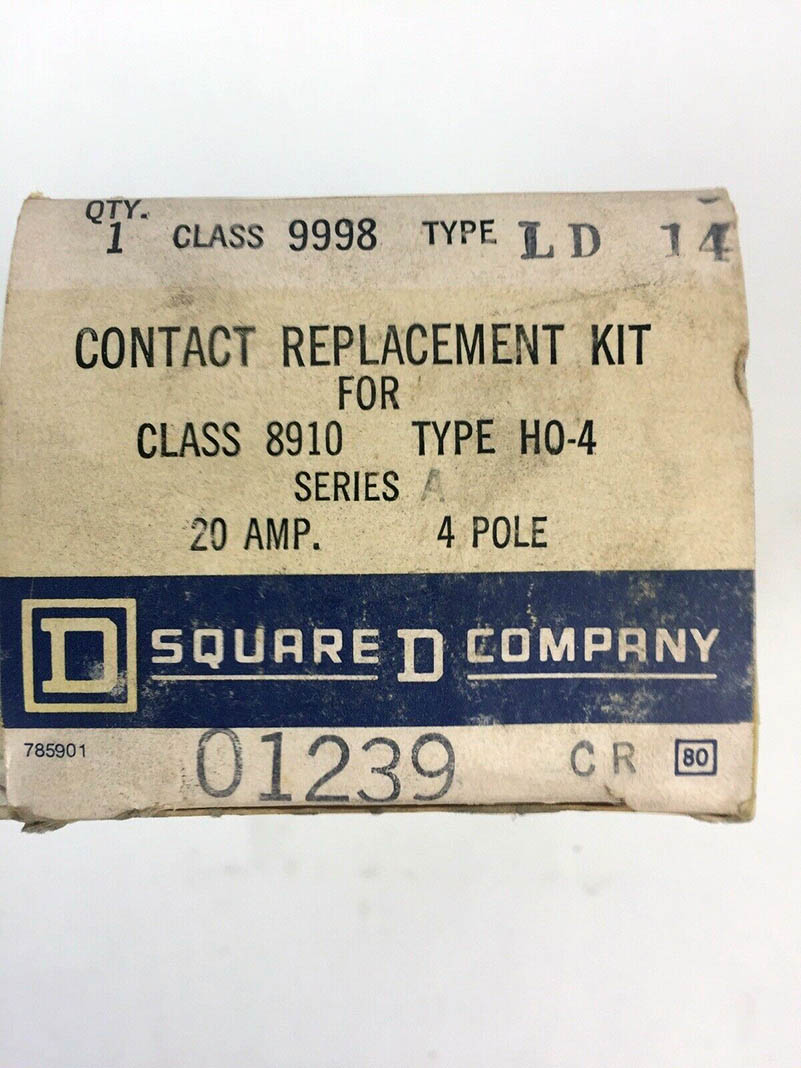 QTY.
1 CLASS 9998 TYPE LD 14
CONTACT REPLACEMENT KIT
FOR
CLASS 8910 TYPE HO-4
SERIES A
20 AMP. 4 POLE
D SQUARE D COMPANY
785901 01239 CR 80